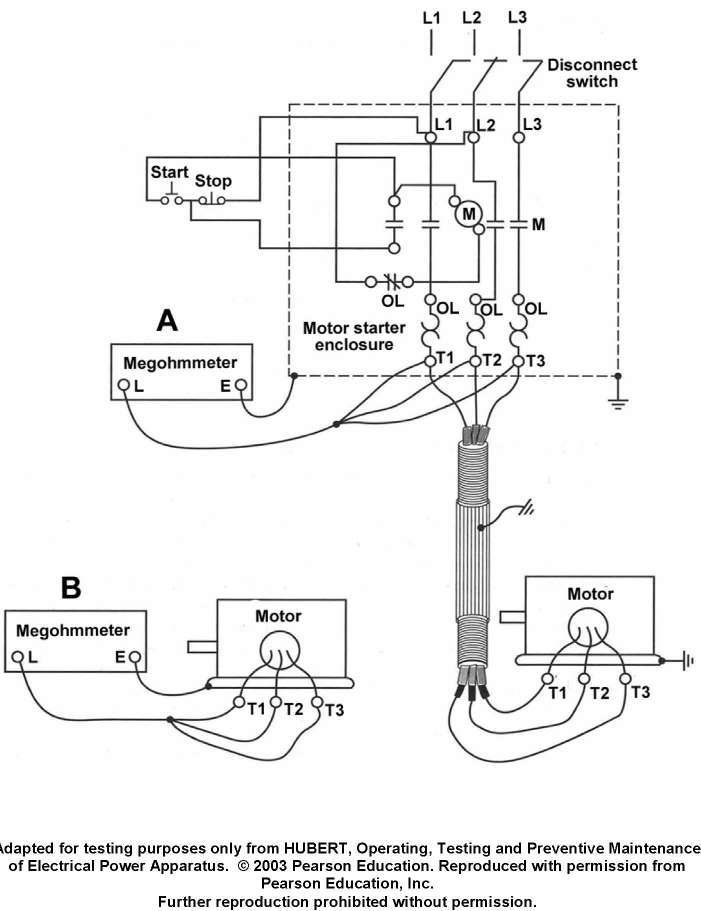 L1 L2 L3
Disconnect
switch
L1 L2 L3
Start
Stop
M
M
OL
OL OL OL
A
Motor starter
enclosure
Megohmmeter
L E
T1 T2 T3
B
Megohmmeter
L E
Motor
T1 T2 T3
Motor
T1 T2 T3
Adapted for testing purposes only from HUBERT, Operating, Testing and Preventive Maintenance
of Electrical Power Apparatus. © 2003 Pearson Education. Reproduced with permission from
Pearson Education, Inc.
Further reproduction prohibited without permission.